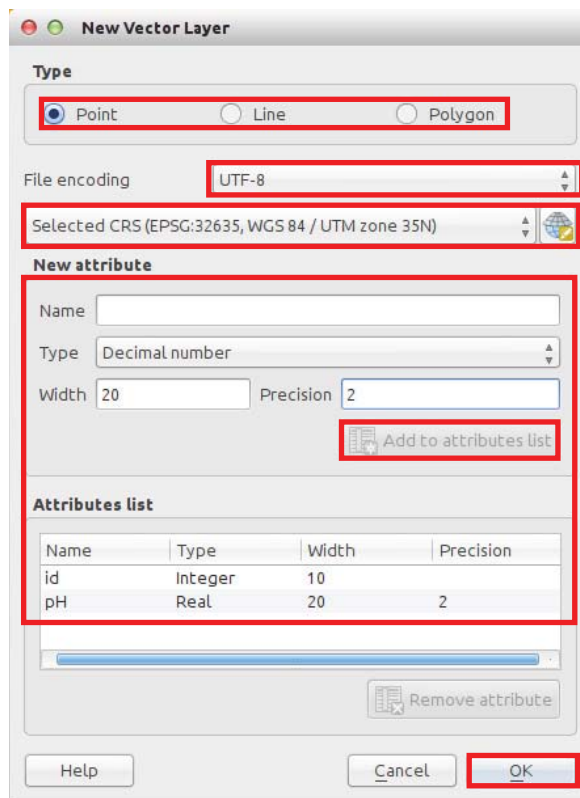 New Vector Layer
Type
Point Line Polygon
File encoding UTF-8
Selected CRS (EPSG:32635, WGS 84 / UTM zone 35N)
New attribute
Name
Type Decimal number
Width 20 Precision 2
Add to attributes list
Attributes list
Name Type Width Precision
id Integer 10
pH Real 20 2
Remove attribute
Help Cancel OK